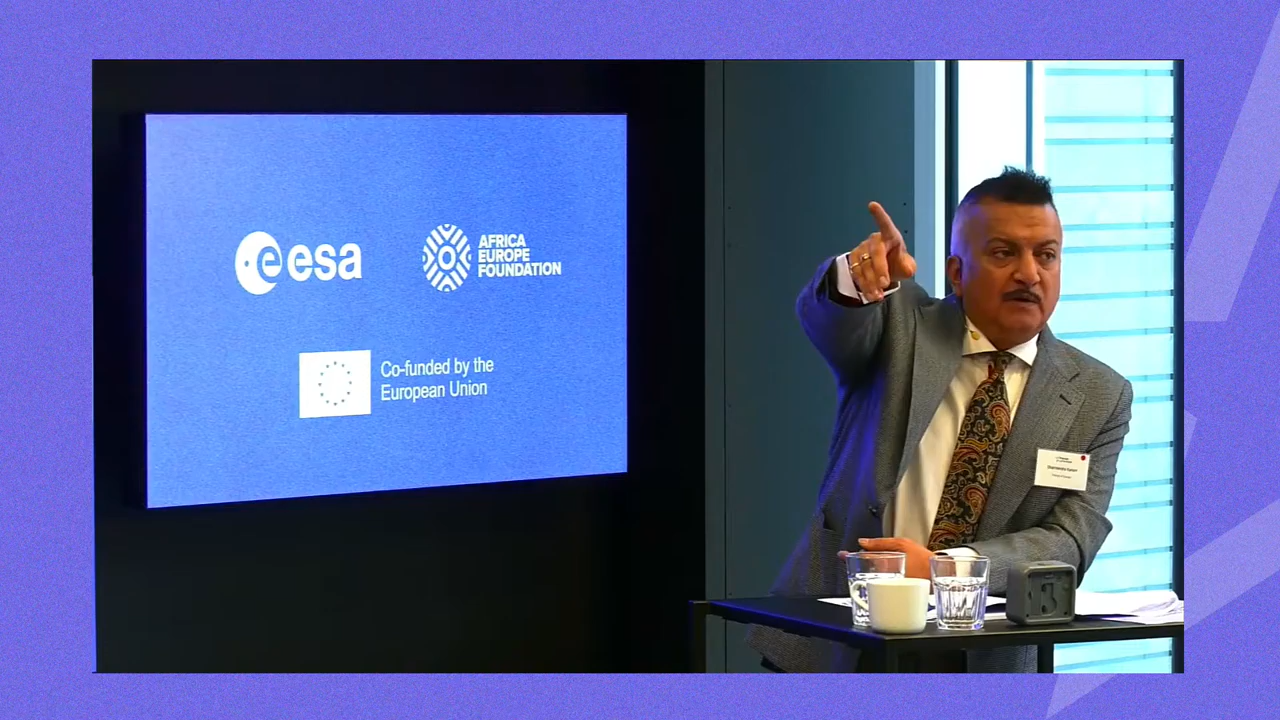 esa
AFRICA
EUROPE
FOUNDATION
Co-funded by the
European Union